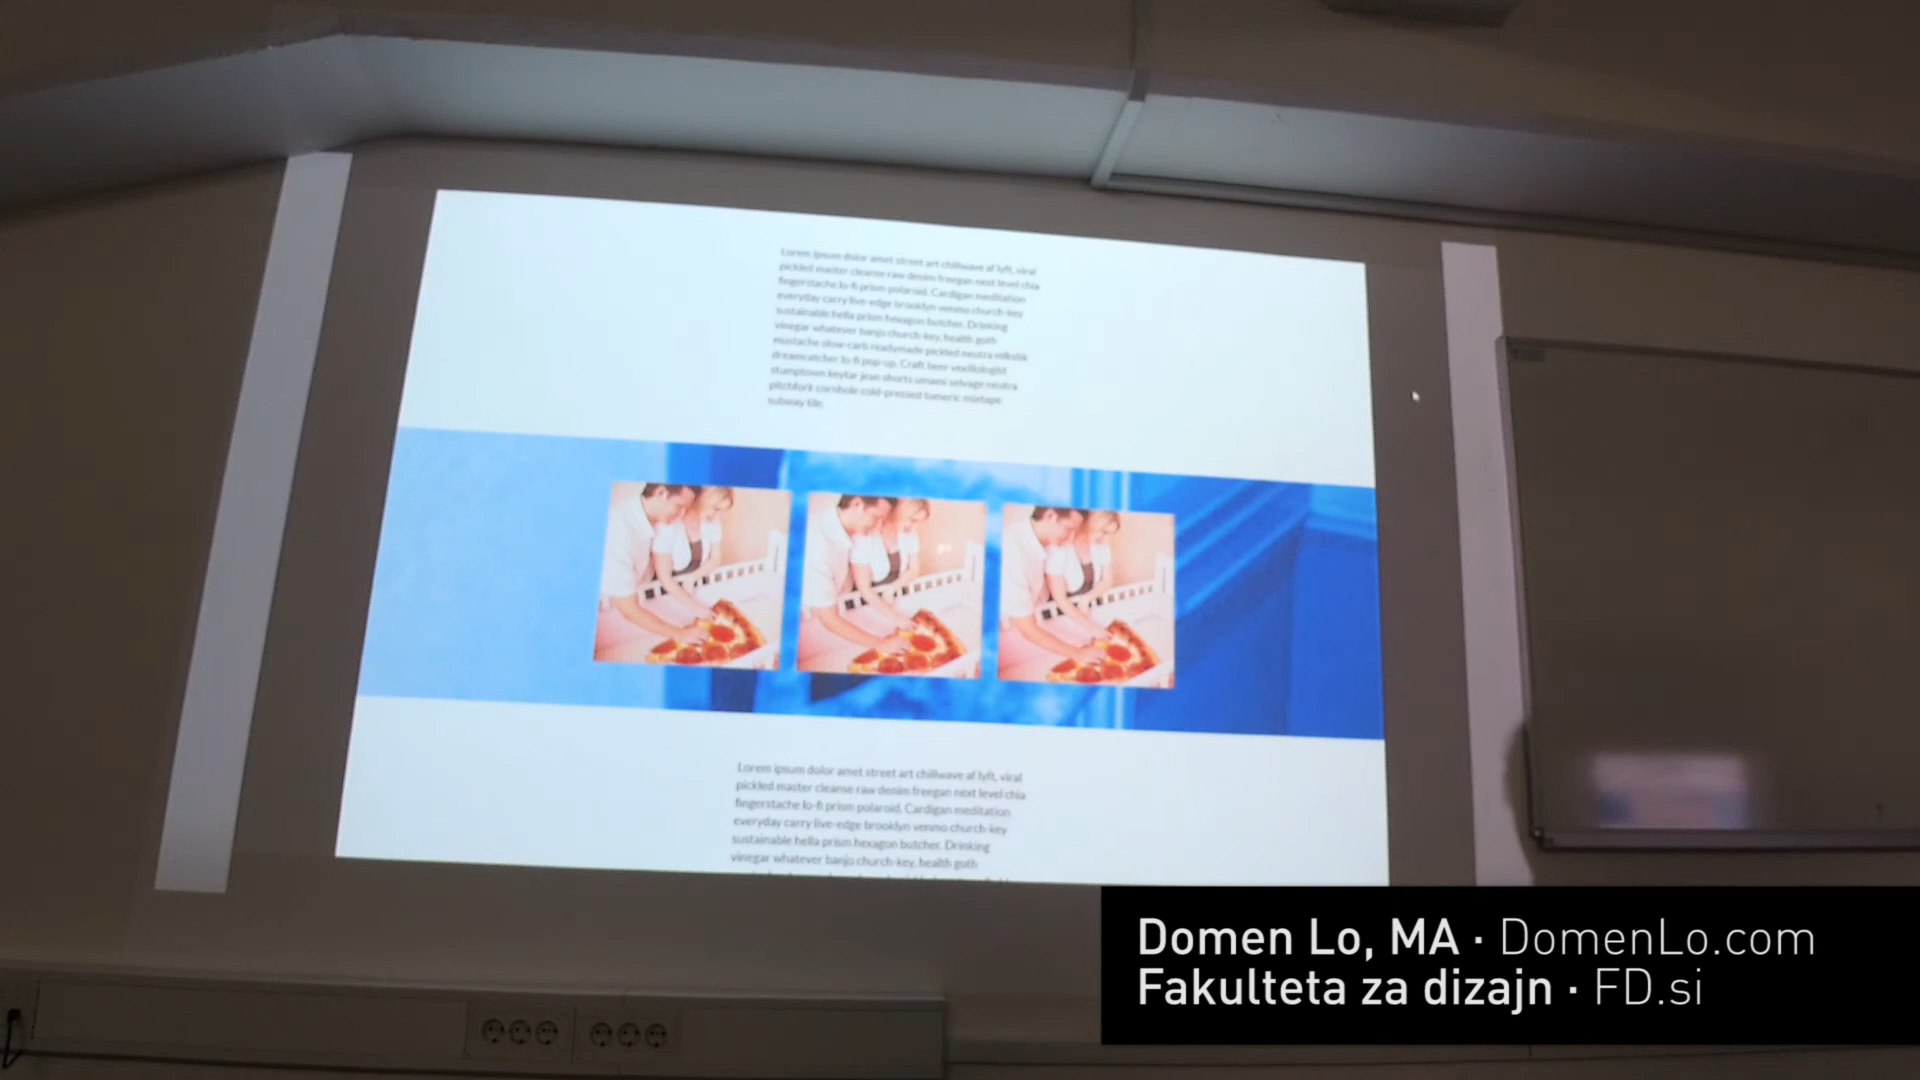 Lorem ipsum dolor amet street art chillwave af lyft, viral
pickled master cleanse raw denim freegan next level chia
fingerstache lo-fi prism polaroid. Cardigan meditation
everyday carry live-edge brooklyn venmo church-key
sustainable hella prism hexagon butcher. Drinking
vinegar whatever banjo church-key, health goth
mustache slow-carb readymade pickled neutra
dreamcatcher lo-fi pop-up. Craft beer vexillologist
stumptown keytar jean shorts umami selvage neutra
pitchfork cornhole cold-pressed tumeric mixtape
subway tile.
Lorem ipsum dolor amet street art chillwave af lyft, viral
pickled master cleanse raw denim freegan next level chia
fingerstache lo-fi prism polaroid. Cardigan meditation
everyday carry live-edge brooklyn venmo church-key
sustainable hella prism hexagon butcher. Drinking
vinegar whatever banjo church-key, health goth
Domen Lo, MA · DomenLo.com
Fakulteta za dizajn · FD.si